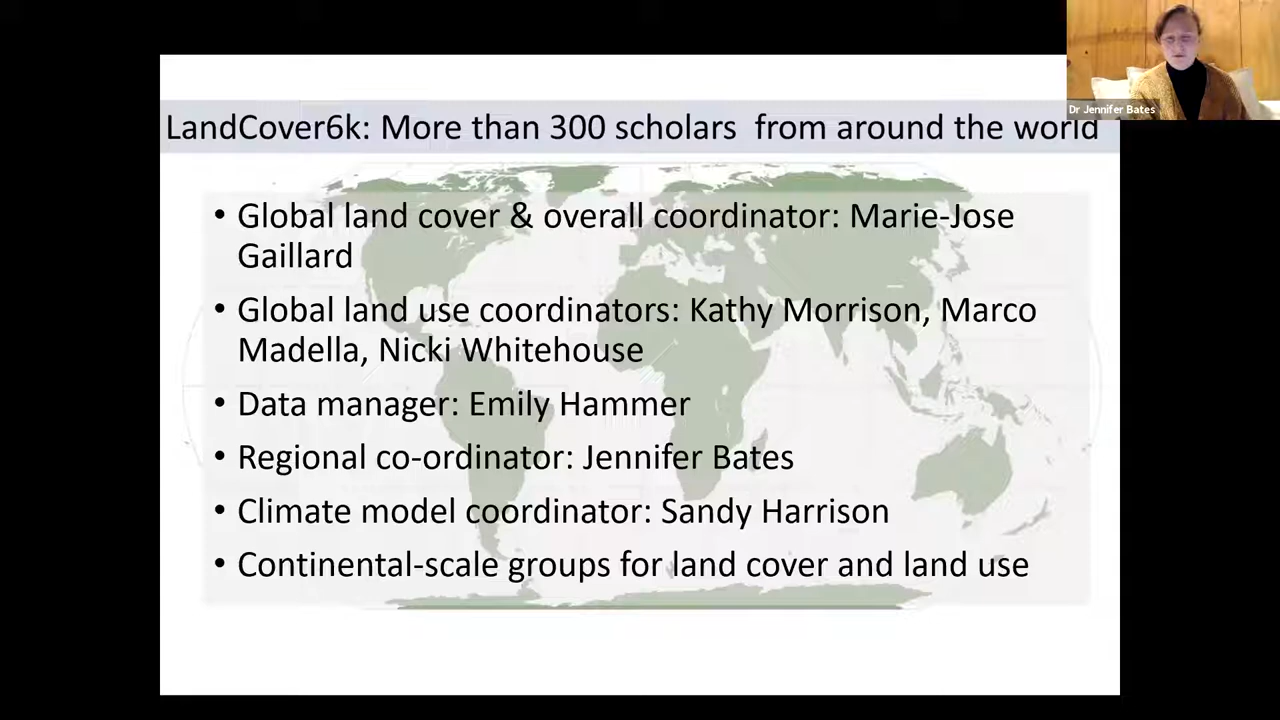 Dr Jennifer Bates
LandCover6k: More than 300 scholars  from around the world
• Global land cover & overall coordinator: Marie-Jose
Gaillard
• Global land use coordinators: Kathy Morrison, Marco
Madella, Nicki Whitehouse
• Data manager: Emily Hammer
• Regional co-ordinator: Jennifer Bates
• Climate model coordinator: Sandy Harrison
• Continental-scale groups for land cover and land use